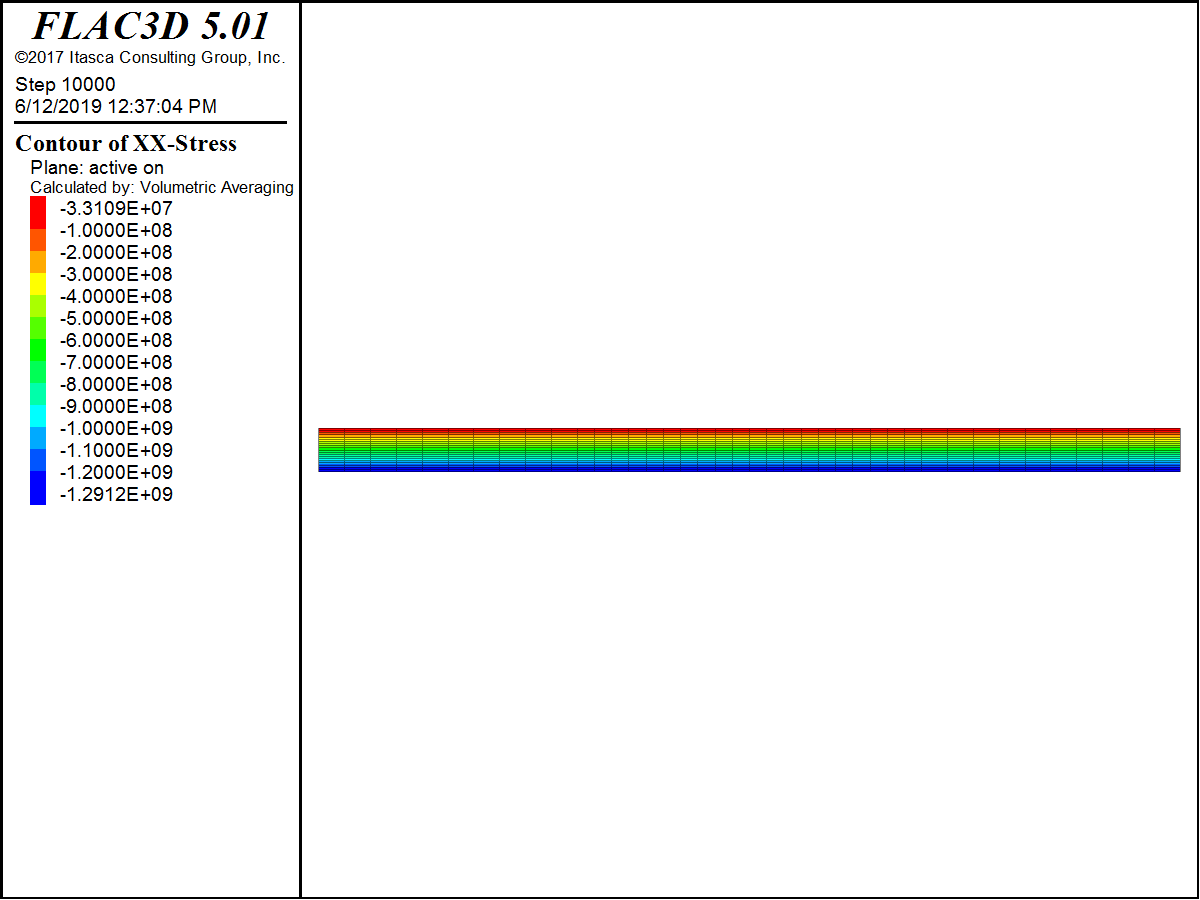 FLAC3D 5.01
©2017 Itasca Consulting Group, Inc.
Step 10000
6/12/2019 12:37:04 PM
Contour of XX-Stress
Plane: active on
Calculated by: Volumetric Averaging
-3.3109E+07
-1.0000E+08
-2.0000E+08
-3.0000E+08
-4.0000E+08
-5.0000E+08
-6.0000E+08
-7.0000E+08
-8.0000E+08
-9.0000E+08
-1.0000E+09
-1.1000E+09
-1.2000E+09
-1.2912E+09